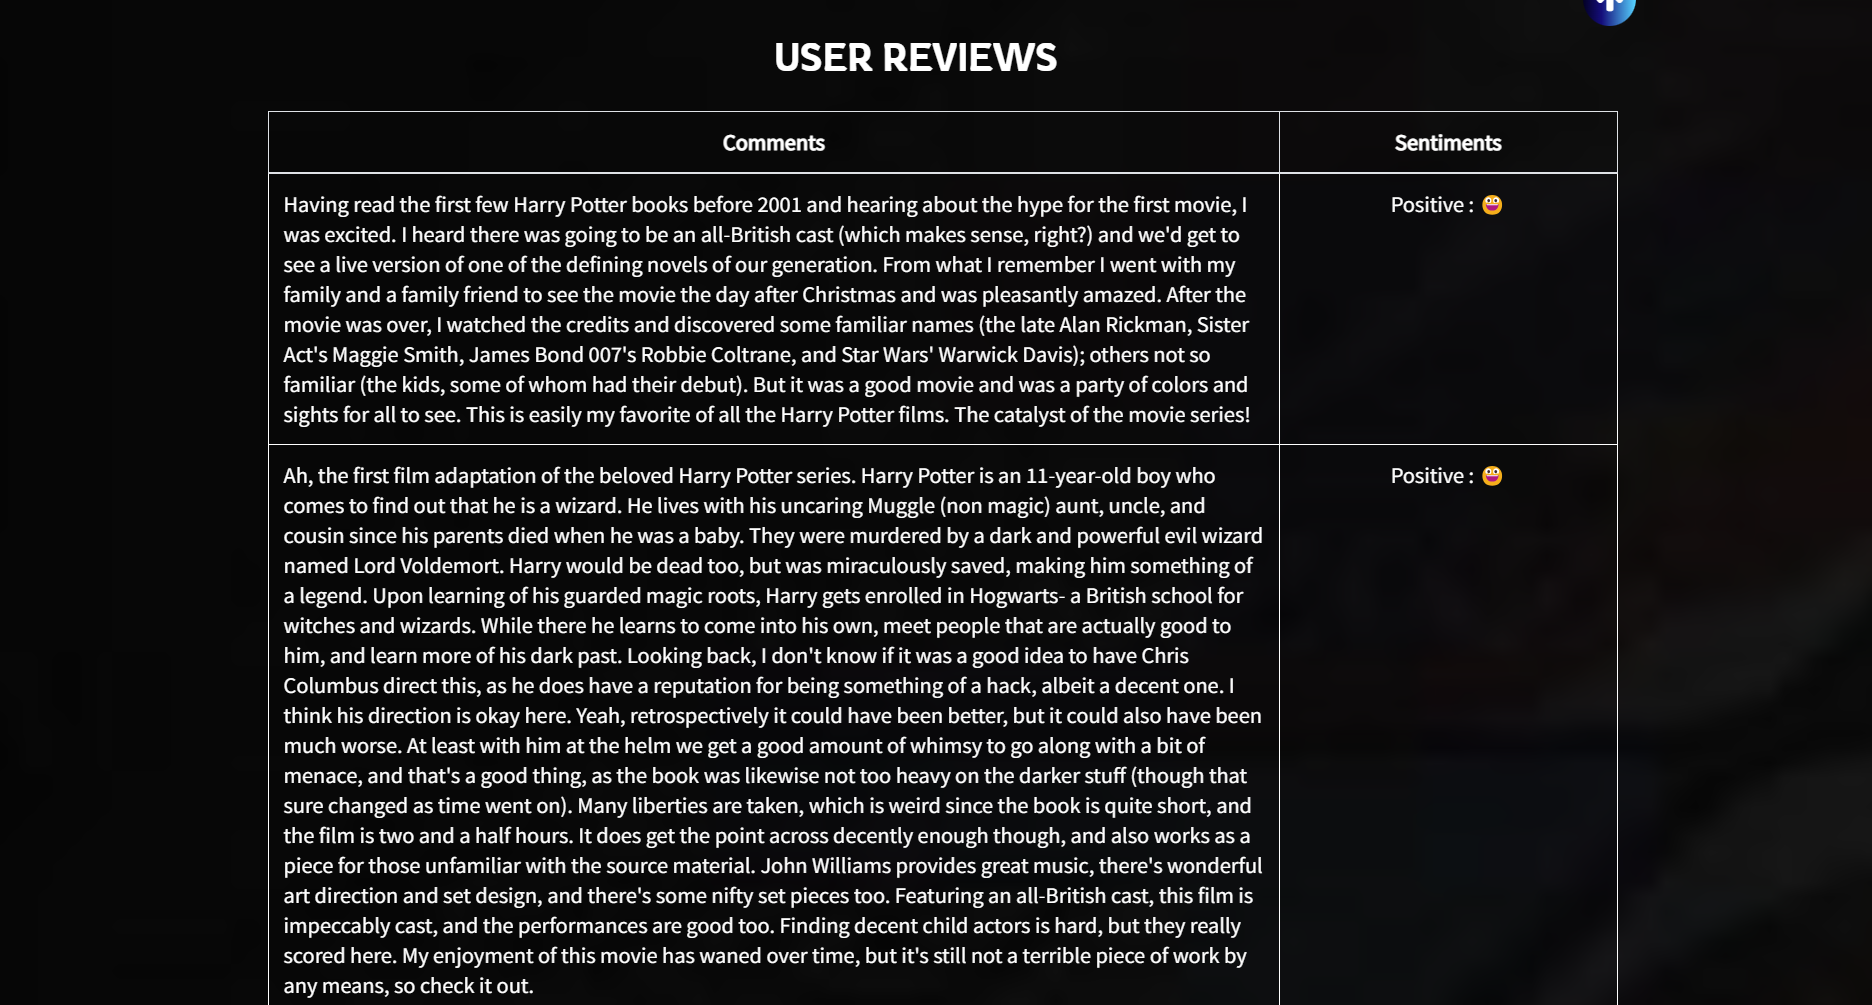 USER REVIEWS
Comments
Sentiments
Having read the first few Harry Potter books before 2001 and hearing about the hype for the first movie, I
was excited. I heard there was going to be an all-British cast (which makes sense, right?) and we'd get to
see a live version of one of the defining novels of our generation. From what I remember I went with my
family and a family friend to see the movie the day after Christmas and was pleasantly amazed. After the
movie was over, I watched the credits and discovered some familiar names (the late Alan Rickman, Sister
Act's Maggie Smith, James Bond 007's Robbie Coltrane, and Star Wars' Warwick Davis); others not so
familiar (the kids, some of whom had their debut). But it was a good movie and was a party of colors and
sights for all to see. This is easily my favorite of all the Harry Potter films. The catalyst of the movie series!
Positive : 😀
Ah, the first film adaptation of the beloved Harry Potter series. Harry Potter is an 11-year-old boy who
comes to find out that he is a wizard. He lives with his uncaring Muggle (non magic) aunt, uncle, and
cousin since his parents died when he was a baby. They were murdered by a dark and powerful evil wizard
named Lord Voldemort. Harry would be dead too, but was miraculously saved, making him something of
a legend. Upon learning of his guarded magic roots, Harry gets enrolled in Hogwarts- a British school for
witches and wizards. While there he learns to come into his own, meet people that are actually good to
him, and learn more of his dark past. Looking back, I don't know if it was a good idea to have Chris
Columbus direct this, as he does have a reputation for being something of a hack, albeit a decent one. I
think his direction is okay here. Yeah, retrospectively it could have been better, but it could also have been
much worse. At least with him at the helm we get a good amount of whimsy to go along with a bit of
menace, and that's a good thing, as the book was likewise not too heavy on the darker stuff (though that
sure changed as time went on). Many liberties are taken, which is weird since the book is quite short, and
the film is two and a half hours. It does get the point across decently enough though, and also works as a
piece for those unfamiliar with the source material. John Williams provides great music, there's wonderful
art direction and set design, and there's some nifty set pieces too. Featuring an all-British cast, this film is
impeccably cast, and the performances are good too. Finding decent child actors is hard, but they really
scored here. My enjoyment of this movie has waned over time, but it's still not a terrible piece of work by
any means, so check it out.
Positive : 😀